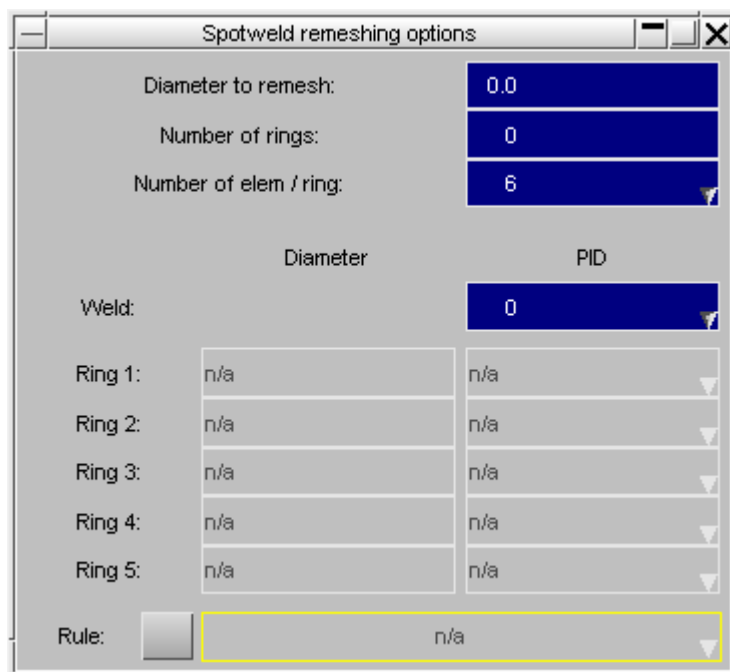 Spotweld remeshing options
Diameter to remesh: 0.0
Number of rings: 0
Number of elem / ring: 6
Diameter PID
Weld: 0
Ring 1: n/a n/a
Ring 2: n/a n/a
Ring 3: n/a n/a
Ring 4: n/a n/a
Ring 5: n/a n/a
Rule: n/a